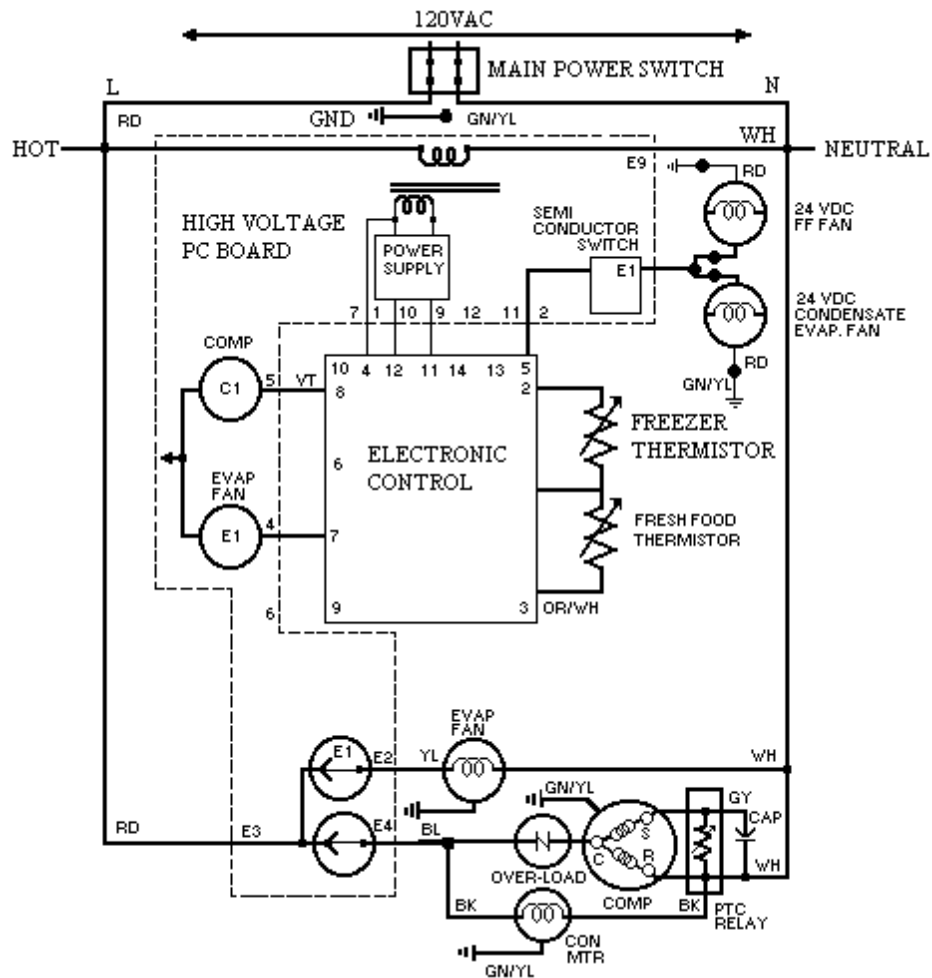 120VAC
MAIN POWER SWITCH
L
N
RD
GND
GN/YL
HOT
WH
NEUTRAL
E9
RD
HIGH VOLTAGE
PC BOARD
SEMI
CONDUCTOR
SWITCH
24 VDC
FF FAN
POWER
SUPPLY
E1
24 VDC
CONDENSATE
EVAP. FAN
7 1 10 9 12 11 2
COMP
RD
GN/YL
10 4 12 11 14 13 5
C1
5
VT
8
2
FREEZER
THERMISTOR
ELECTRONIC
CONTROL
6
EVAP
FAN
E1
4
7
FRESH FOOD
THERMISTOR
6
9
3
OR/WH
EVAP
FAN
E1
E2
YL
WH
GN/YL
GY
CAP
RD
E3
E4
BL
S
C
R
WH
OVER-LOAD
COMP
BK
BK
PTC
RELAY
CON
MTR
GN/YL